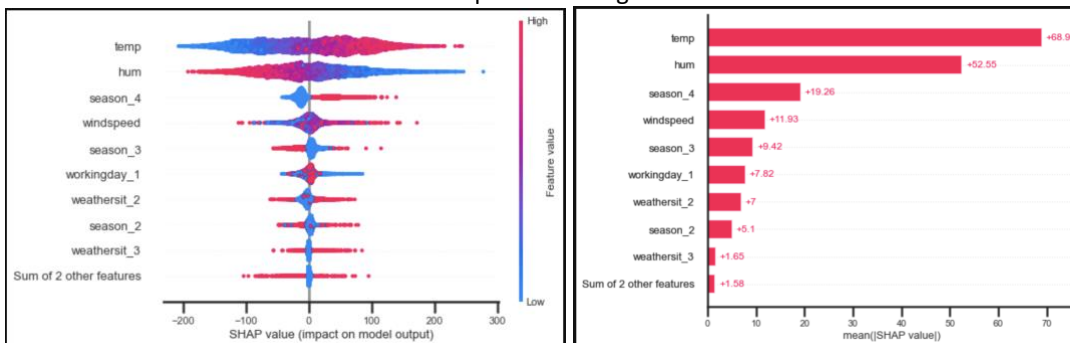 High
temp
hum
season_4
windspeed
season_3
workingday_1
weathersit_2
season_2
weathersit_3
Sum of 2 other features
Feature value
Low
−200 −100 0 100 200 300
SHAP value (impact on model output)
temp +68.9
hum +52.55
season_4 +19.26
windspeed +11.93
season_3 +9.42
workingday_1 +7.82
weathersit_2 +7
season_2 +5.1
weathersit_3 +1.65
Sum of 2 other features +1.58
0 10 20 30 40 50 60 70
mean(|SHAP value|)